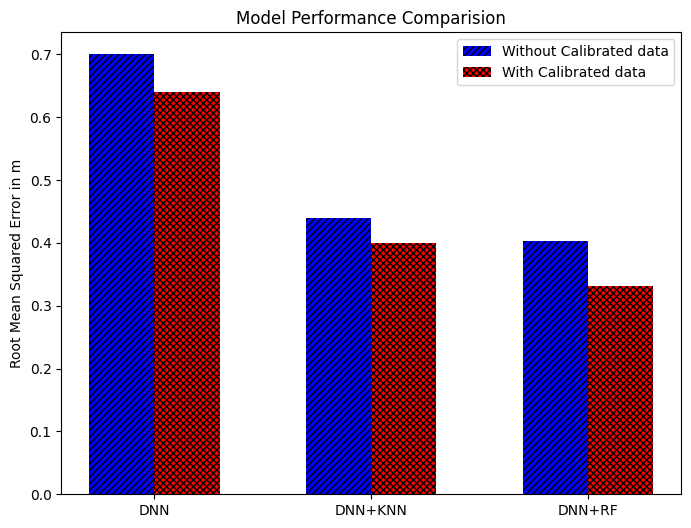 Model Performance Comparision
Without Calibrated data
With Calibrated data
Root Mean Squared Error in m
0.7
0.6
0.5
0.4
0.3
0.2
0.1
0.0
DNN
DNN+KNN
DNN+RF